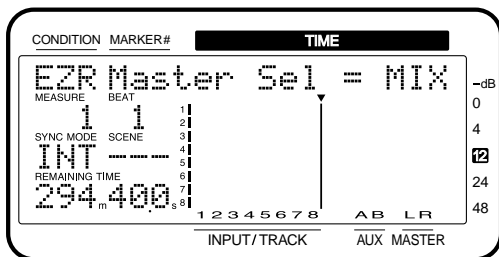 CONDITION MARKER# TIME
EZR Master Sel = MIX
MEASURE BEAT
1 1
SYNC MODE SCENE
INT ---
REMAINING TIME
294m400s
1
2
3
4
5
6
7
8
1 2 3 4 5 6 7 8 AB LR
INPUT/TRACK AUX MASTER
-dB
0
4
12
24
48